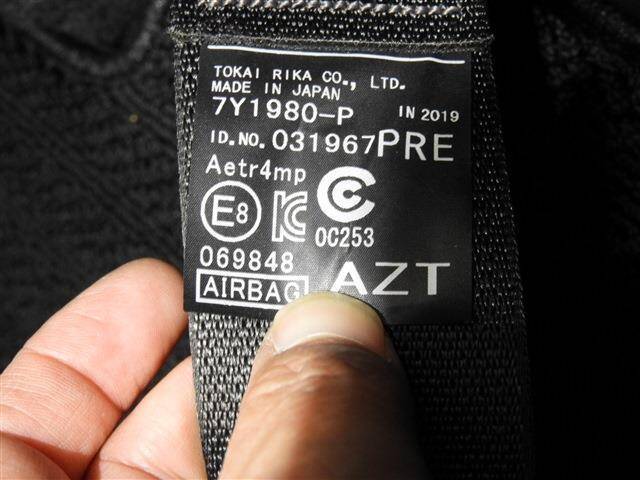 TOKAI RIKA CO., LTD.
MADE IN JAPAN
7Y1980-P IN 2019
ID.NO. 031967 PRE
Aetr4mp
E8 KC C
OC253
069848
AIRBAG AZT